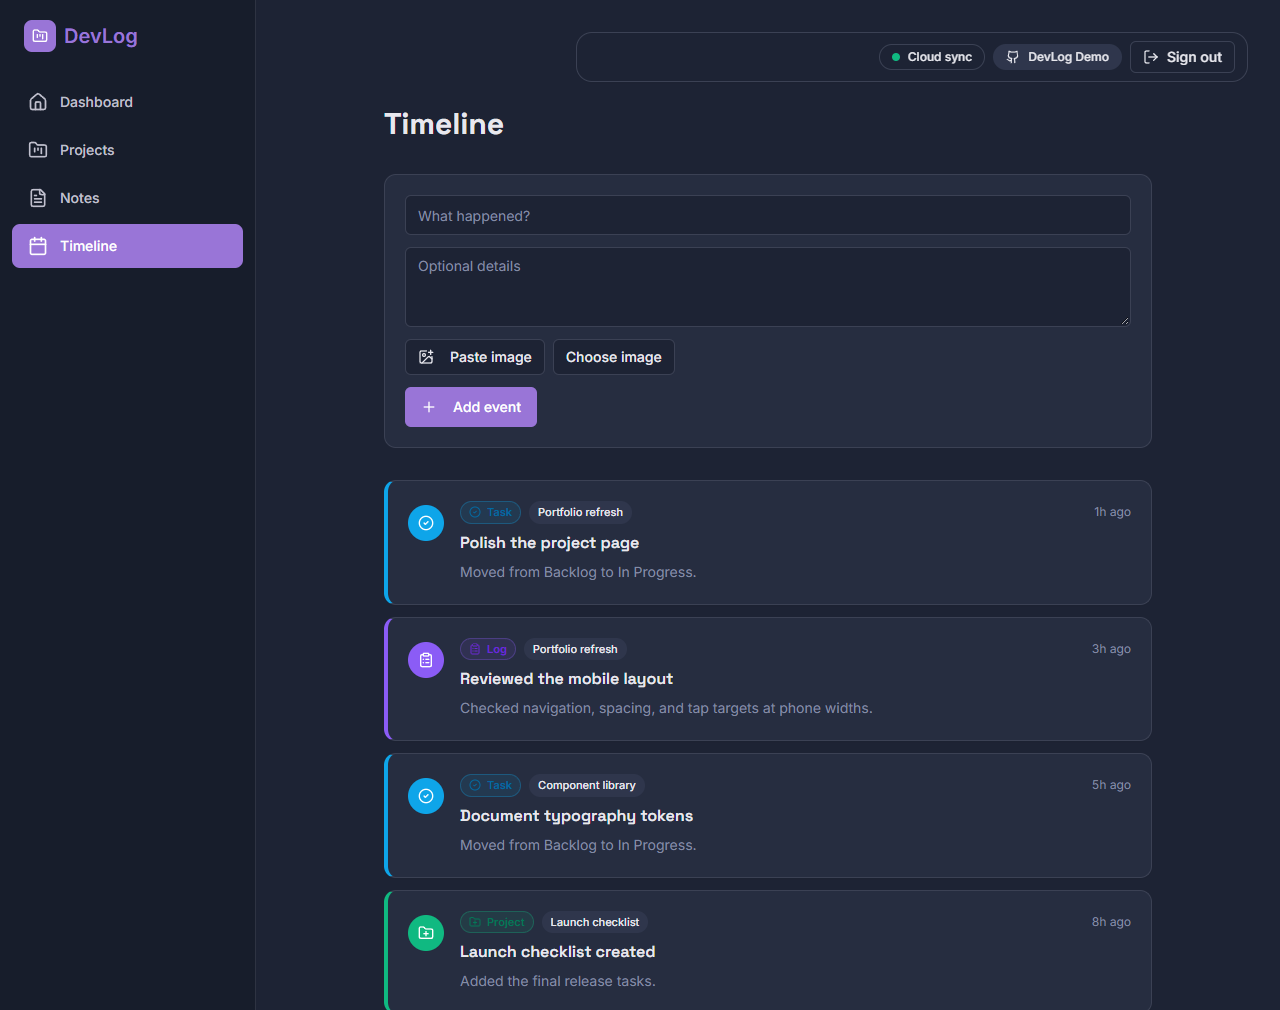 DevLog
Cloud sync
DevLog Demo
Sign out
Dashboard
Projects
Notes
Timeline
Timeline
What happened?
Optional details
Paste image
Choose image
Add event
Task
Portfolio refresh
1h ago
Polish the project page
Moved from Backlog to In Progress.
Log
Portfolio refresh
3h ago
Reviewed the mobile layout
Checked navigation, spacing, and tap targets at phone widths.
Task
Component library
5h ago
Document typography tokens
Moved from Backlog to In Progress.
Project
Launch checklist
8h ago
Launch checklist created
Added the final release tasks.